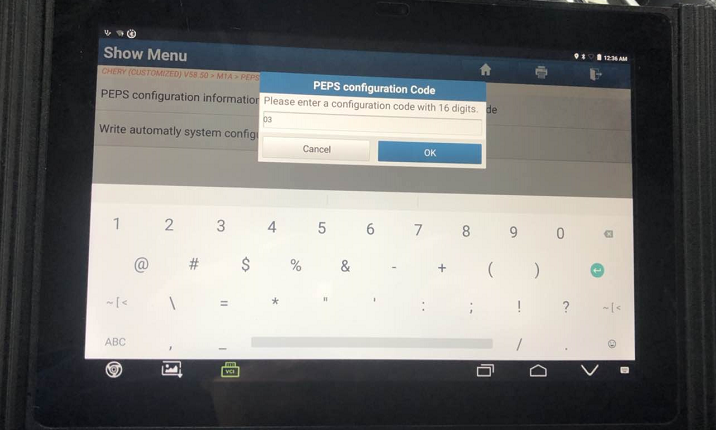 12:36 AM
Show Menu
CHERY (CUSTOMIZED) V58.50 > M1A > PEPS
PEPS configuration information
de
Write automatly system config
PEPS configuration Code
Please enter a configuration code with 16 digits.
03
Cancel OK
1 2 3 4 5 6 7 8 9 0
@ # $ % & - + ( )
~ [ < \ = * " ' : ; ! ? ~ [ <
ABC , _ / .
VCI